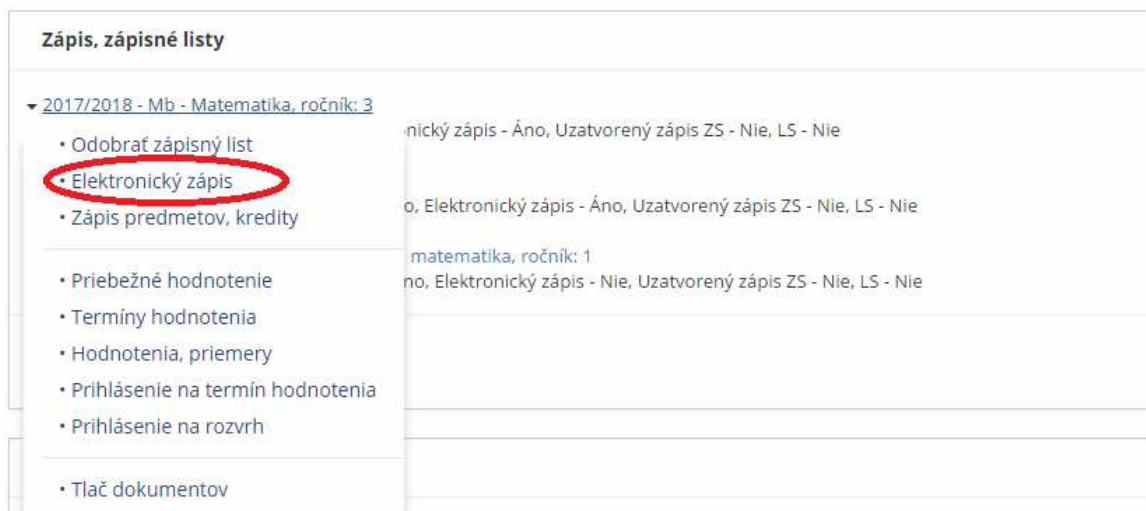 Zápis, zápisné listy
2017/2018 - Mb - Matematika, ročník: 3
nický zápis - Áno, Uzatvorený zápis ZS - Nie, LS - Nie
• Odobrať zápisný list
• Elektronický zápis
o, Elektronický zápis - Áno, Uzatvorený zápis ZS - Nie, LS - Nie
• Zápis predmetov, kredity
matematika, ročník: 1
no, Elektronický zápis - Nie, Uzatvorený zápis ZS - Nie, LS - Nie
• Priebežné hodnotenie
• Termíny hodnotenia
• Hodnotenia, priemery
• Prihlásenie na termín hodnotenia
• Prihlásenie na rozvrh
• Tlač dokumentov